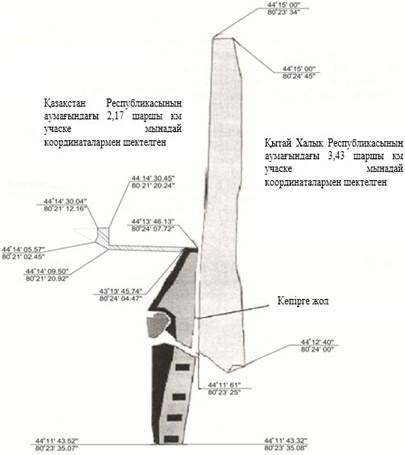 44°15' 00"
80°23' 34"
44°15' 00"
80°24' 45"
Қазақстан Республикасының
аумағындағы 2,17 шаршы км
учаске мынадай
координаталармен шектелген
Қытай Халық Республикасының
аумағындағы 3,43 шаршы км
учаске мынадай
координаталармен шектелген
44.14' 30.45"
80 21' 20.24"
44°14' 30.04"
80°21' 12.16"
44°13' 46.13"
80°24' 07.72"
44°14' 05.57"
80°21' 02.45"
44°14' 09.50"
80°21' 20.92"
43°13' 45.74"
80°24' 04.47"
Көпірге жол
44°12' 40"
80°24' 00"
44°11' 61"
80°23' 25"
44°11' 43.52"
80°23' 35.07"
44°11' 43.32"
80°23' 35.08"